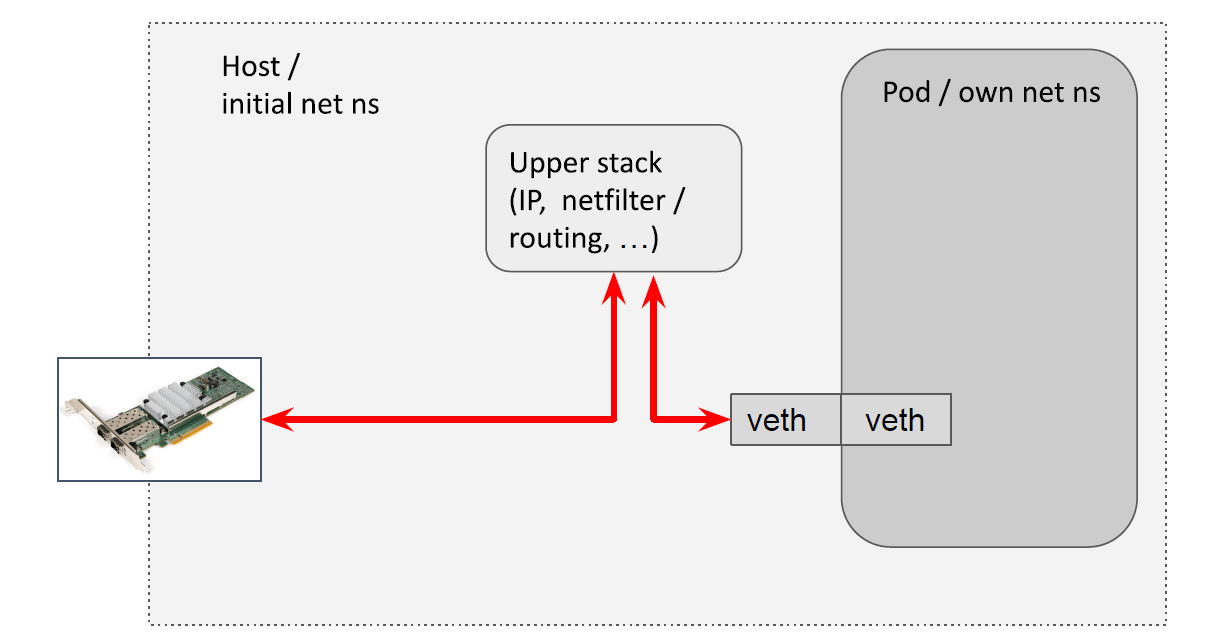 Host /
initial net ns
Pod / own net ns
Upper stack
(IP,  netfilter /
routing, …)
veth
veth